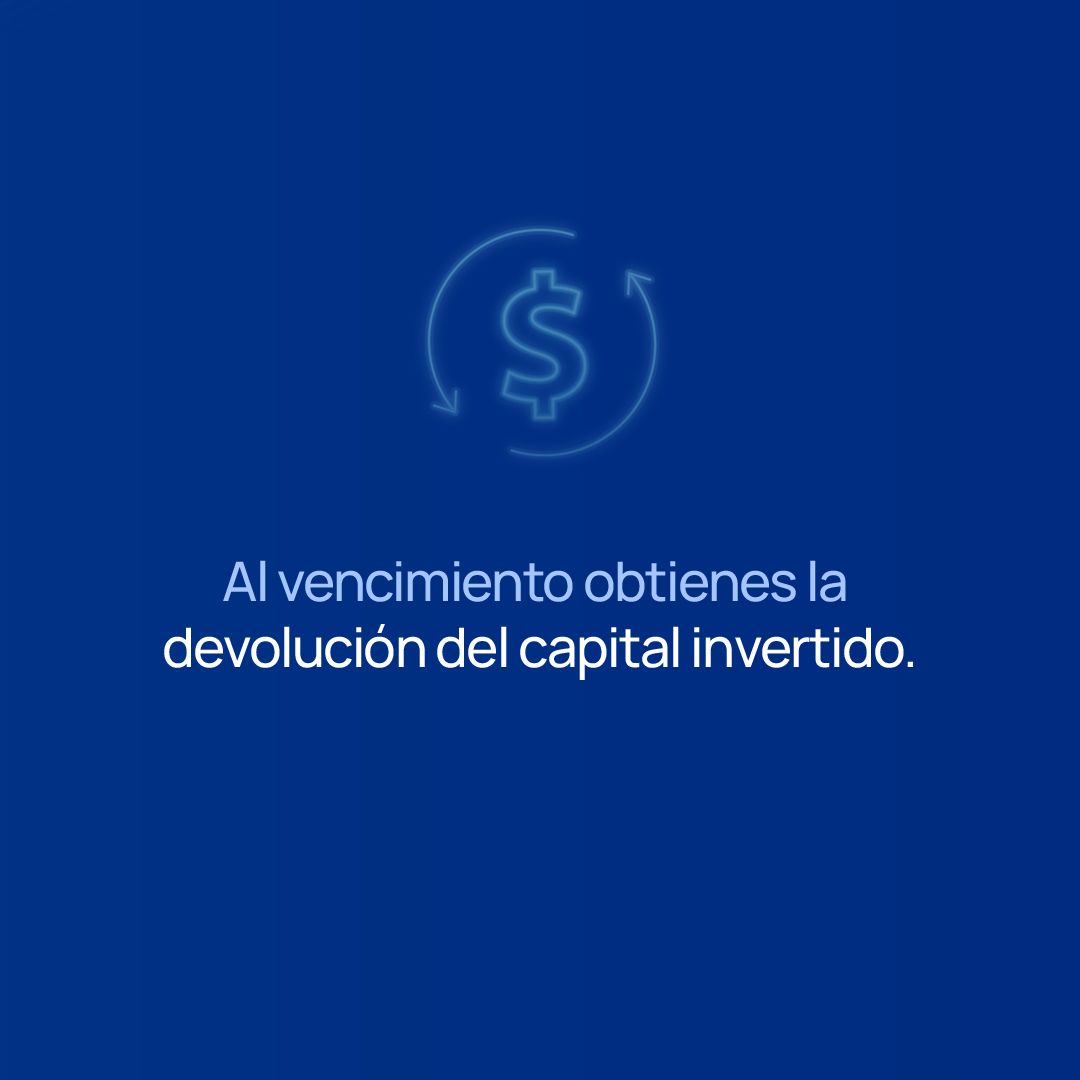 $
Al vencimiento obtienes la
devolución del capital invertido.